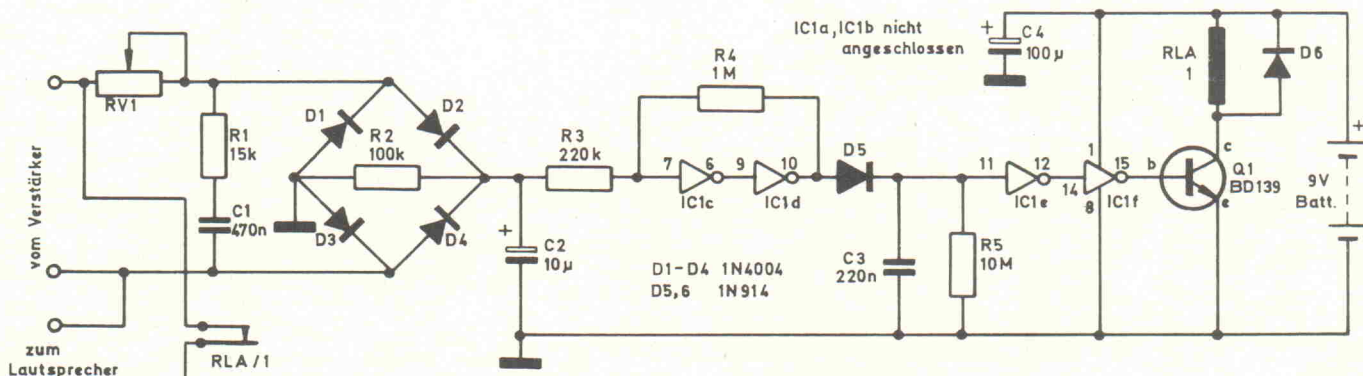 RV1
R1
15k
C1
470n
vom Verstärker
zum
Lautsprecher
RLA/1
D1
D2
R2
100k
D3
D4
C2
10µ
+
R3
220k
R4
1M
7
6
IC1c
9
10
IC1d
D5
D1-D4 1N4004
D5,6 1N914
C3
220n
R5
10M
IC1a, IC1b nicht
angeschlossen
+
C4
100µ
11
12
IC1e
1
14
15
8
IC1f
RLA
1
D6
b
c
e
Q1
BD139
+
9V
Batt.